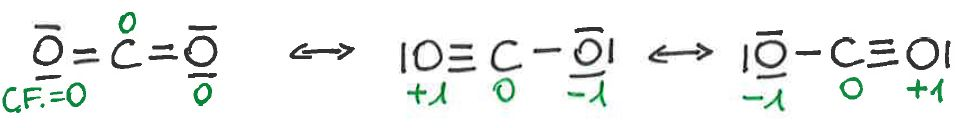 0
O = C = O ↔ |O ≡ C – O| ↔ |O – C ≡ O|
C.F.=0 0 +1 0 -1 -1 0 +1